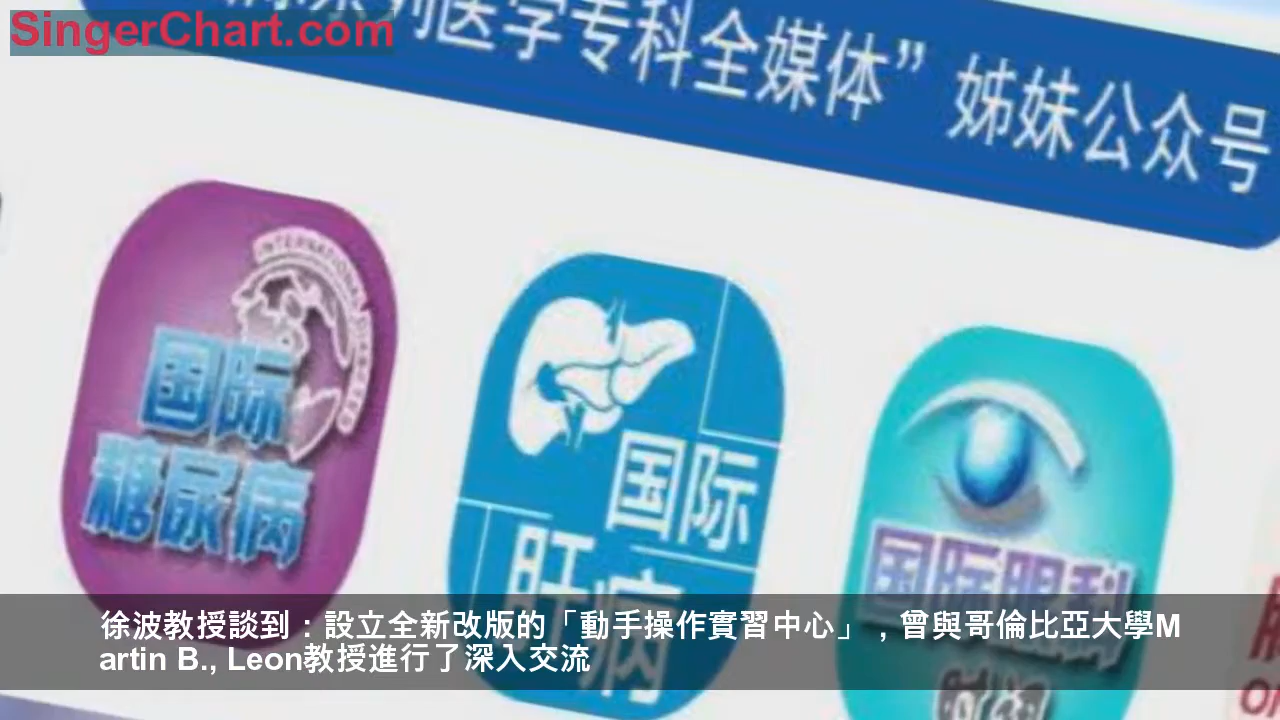 SingerChart.com
医学专科全媒体”姊妹公众号
INTERNATIONAL
国际
糖尿病
国际
肝病
国际眼科
时讯
徐波教授談到：設立全新改版的「動手操作實習中心」，曾與哥倫比亞大學M
artin B., Leon教授進行了深入交流